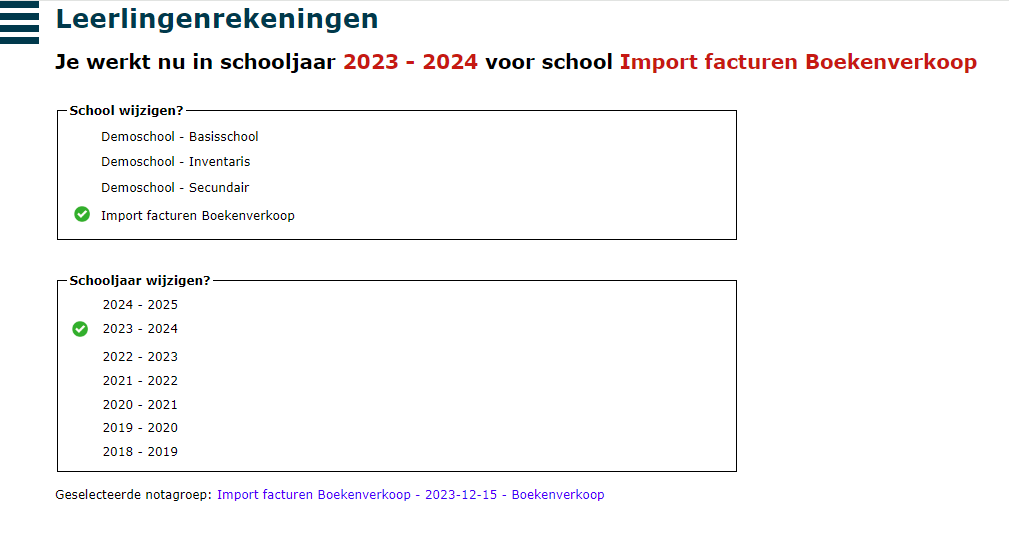 Leerlingenrekeningen
Je werkt nu in schooljaar 2023 - 2024 voor school Import facturen Boekenverkoop
School wijzigen?
Demoschool - Basisschool
Demoschool - Inventaris
Demoschool - Secundair
Import facturen Boekenverkoop
Schooljaar wijzigen?
2024 - 2025
2023 - 2024
2022 - 2023
2021 - 2022
2020 - 2021
2019 - 2020
2018 - 2019
Geselecteerde notagroep: Import facturen Boekenverkoop - 2023-12-15 - Boekenverkoop